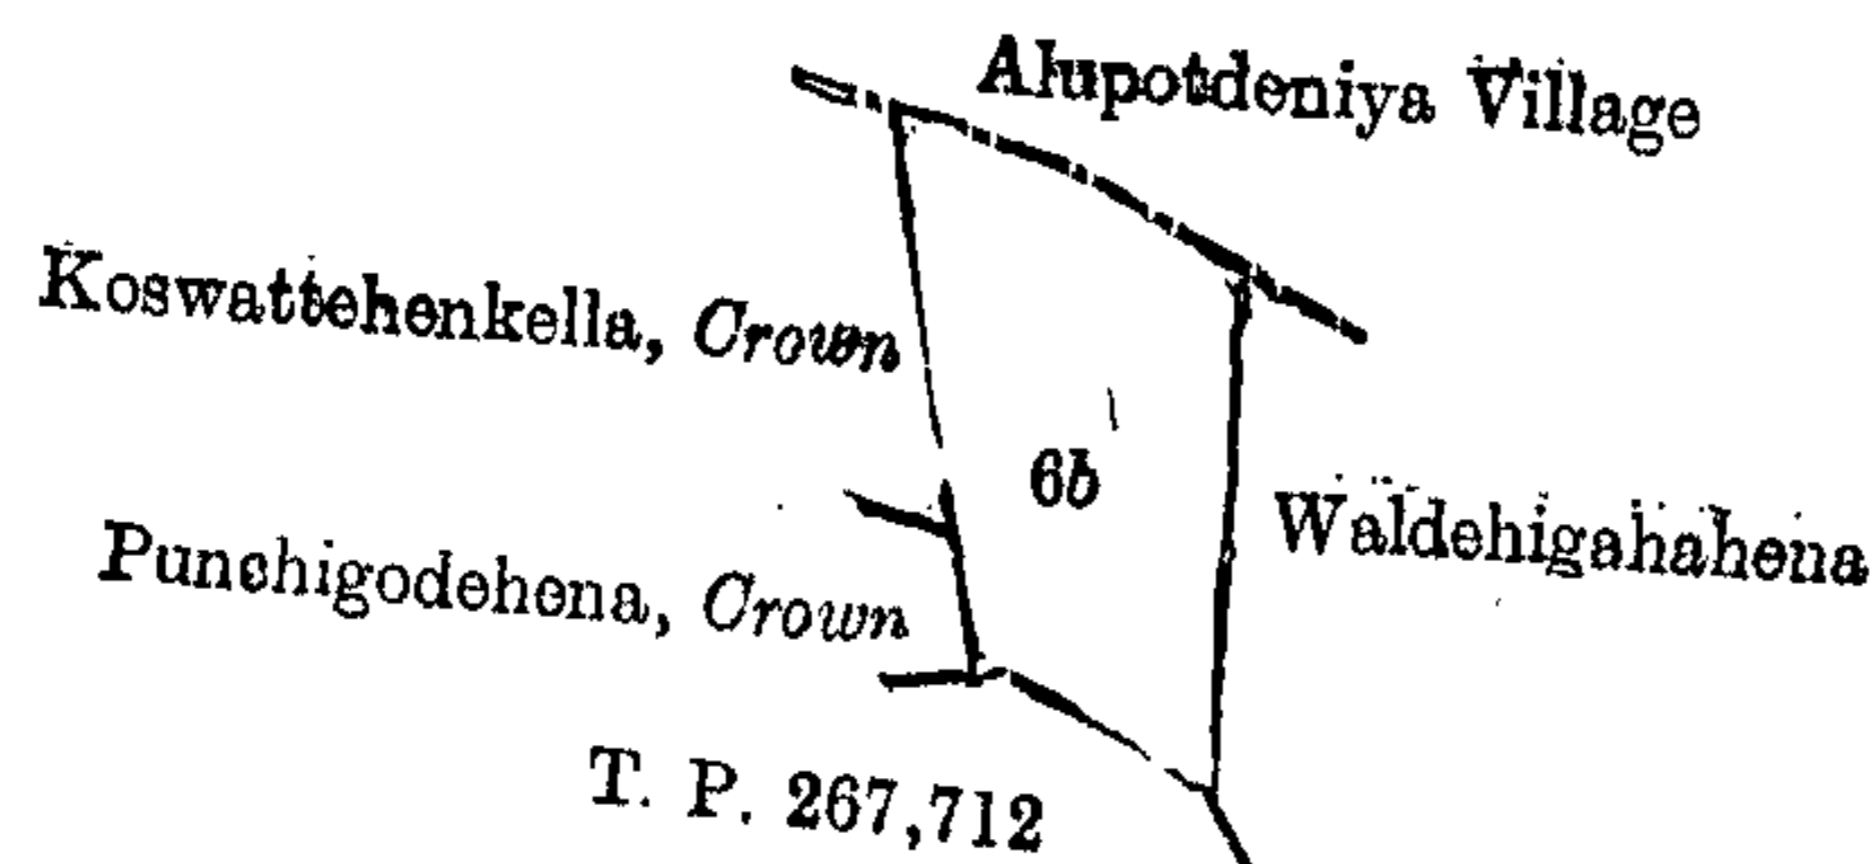 Alupotdeniya Village
Koswattehenkella, Crown
6b
Punchigodehena, Crown
Waldehigahahena
T. P. 267,712